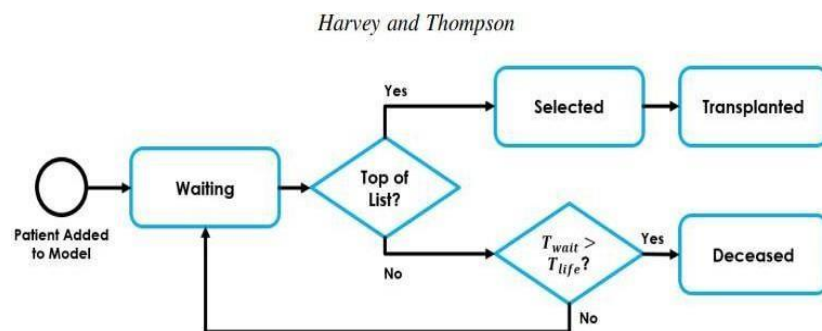 Harvey and Thompson
Yes
Selected
Transplanted
Waiting
Top of
List?
Patient Added
to Model
No
T_wait >
T_life?
Yes
Deceased
No